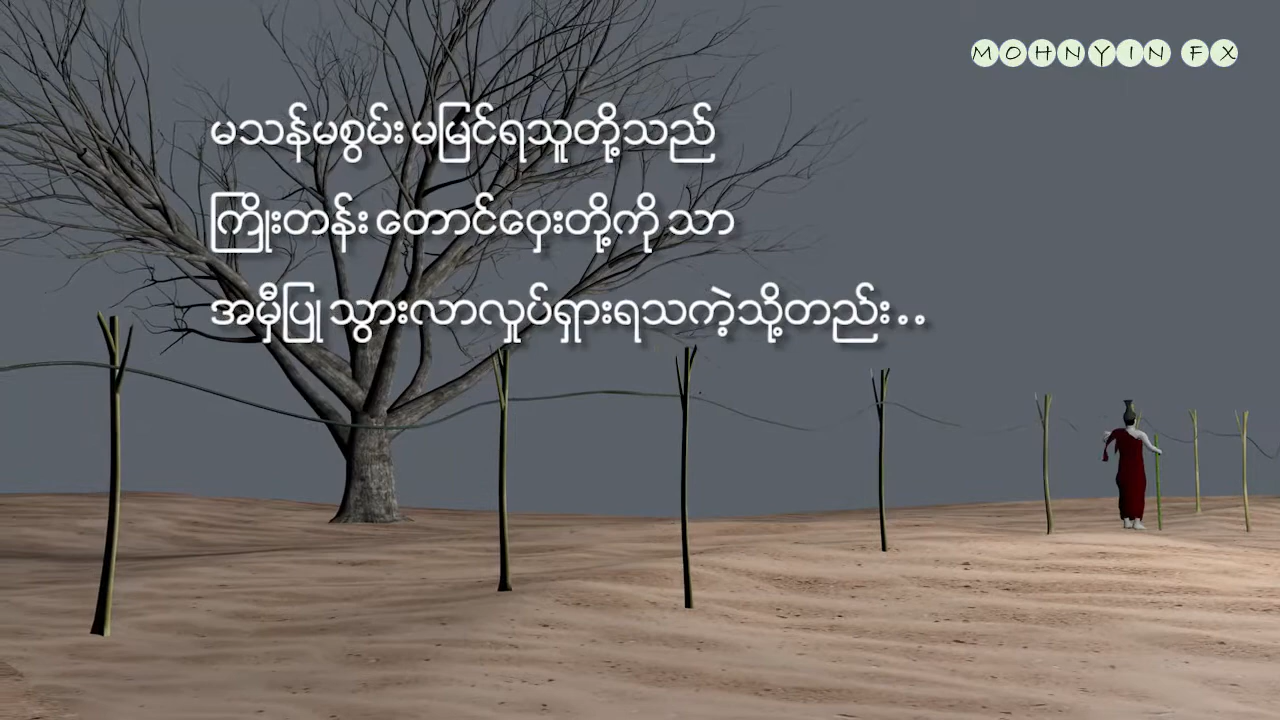 MOHNYIN FX
မသန်မစွမ်း မမြင်ရသူတို့သည်
ကြိုးတန်း တောင်ဝှေးတို့ကို သာ
အမှီပြု သွားလာလှုပ်ရှားရသကဲ့သို့တည်း..